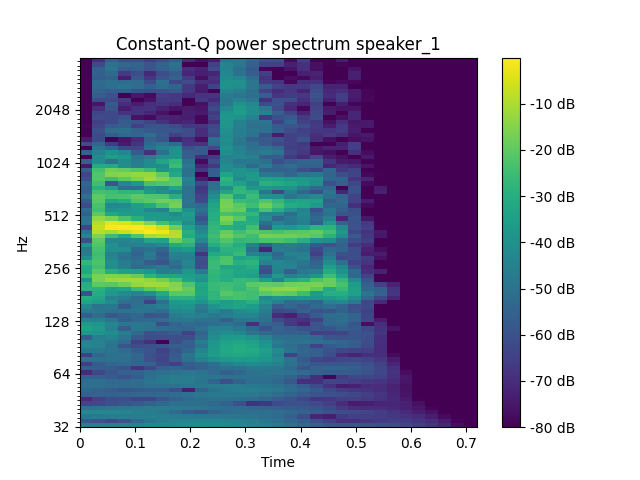 Constant-Q power spectrum speaker_1
Hz
2048
1024
512
256
128
64
32
0
0.1
0.2
0.3
0.4
0.5
0.6
0.7
Time
-10 dB
-20 dB
-30 dB
-40 dB
-50 dB
-60 dB
-70 dB
-80 dB